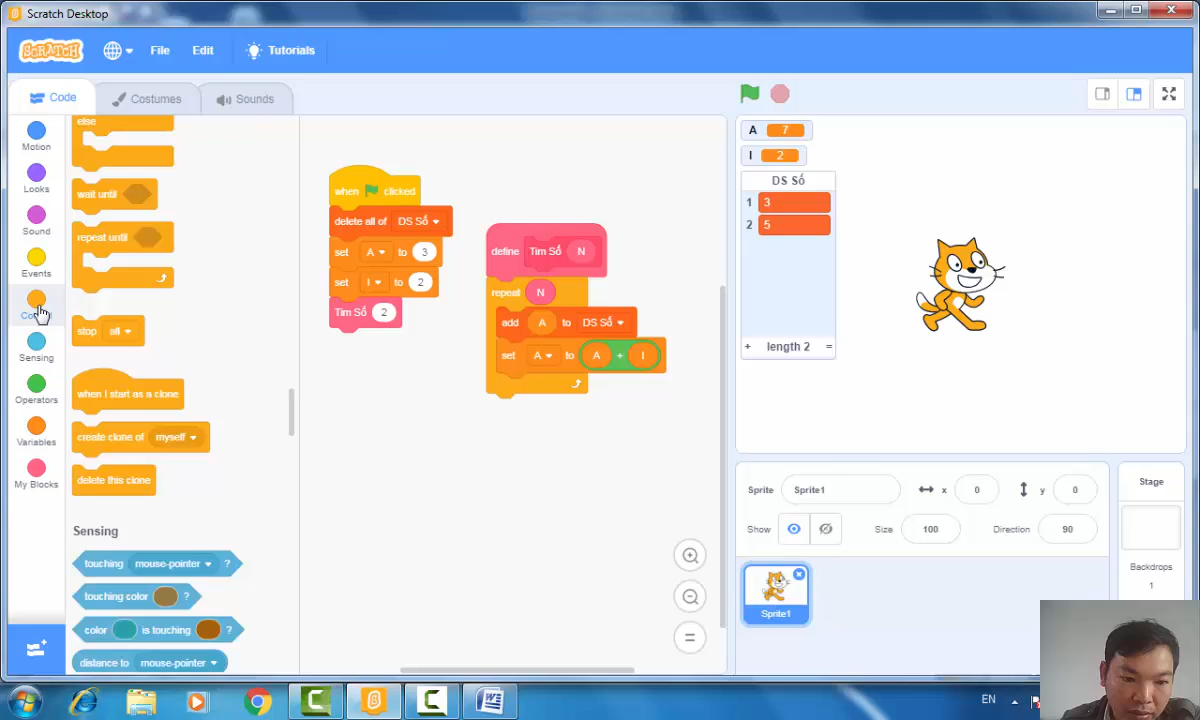 Scratch Desktop
SCRATCH File Edit Tutorials
Code Costumes Sounds
Motion
Looks
Sound
Events
Sensing
Operators
Variables
My Blocks
else
wait until
repeat until
stop all
when I start as a clone
create clone of myself
delete this clone
Sensing
touching mouse-pointer ?
touching color ?
color is touching ?
distance to mouse-pointer
when clicked
delete all of DS Số
set A to 3
set I to 2
Tim Số 2
define Tim Số N
repeat N
add A to DS Số
set A to A + I
A 7
I 2
DS Số
1 3
2 5
+ length 2 =
Sprite Sprite1 x 0 y 0
Show Size 100 Direction 90
Sprite1
Stage
Backdrops
1
EN